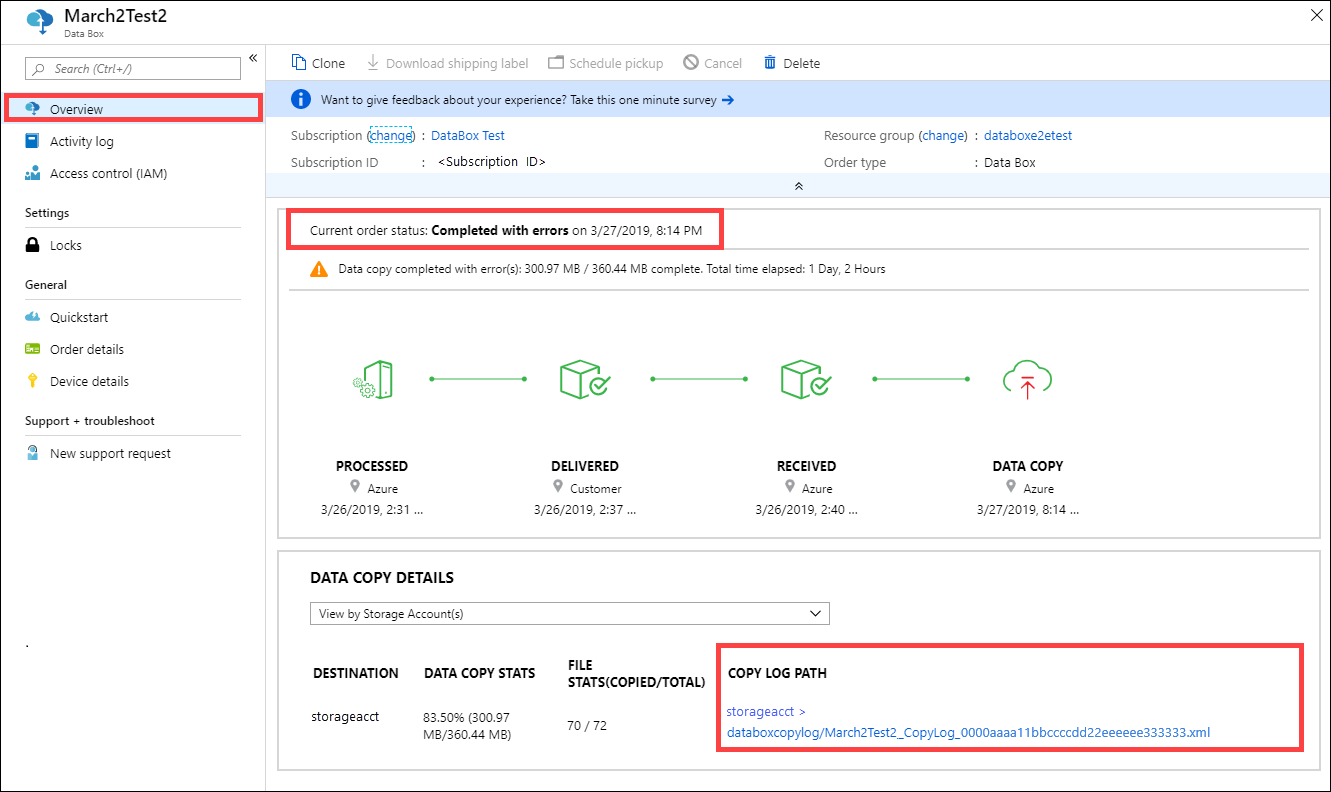 March2Test2
Data Box
Search (Ctrl+/)
«
Overview
Activity log
Access control (IAM)
Settings
Locks
General
Quickstart
Order details
Device details
Support + troubleshoot
New support request
.
Clone Download shipping label Schedule pickup Cancel Delete
Want to give feedback about your experience? Take this one minute survey →
Subscription (change) : DataBox Test Resource group (change) : databoxe2etest
Subscription ID : <Subscription ID> Order type : Data Box
Current order status: Completed with errors on 3/27/2019, 8:14 PM
Data copy completed with error(s): 300.97 MB / 360.44 MB complete. Total time elapsed: 1 Day, 2 Hours
PROCESSED DELIVERED RECEIVED DATA COPY
Azure Customer Azure Azure
3/26/2019, 2:31 ... 3/26/2019, 2:37 ... 3/26/2019, 2:40 ... 3/27/2019, 8:14 ...
DATA COPY DETAILS
View by Storage Account(s)
DESTINATION DATA COPY STATS FILE
STATS(COPIED/TOTAL) COPY LOG PATH
storageacct 83.50% (300.97
MB/360.44 MB) 70 / 72 storageacct >
databoxcopylog/March2Test2_CopyLog_0000aaaa11bbccccdd22eeeeee333333.xml